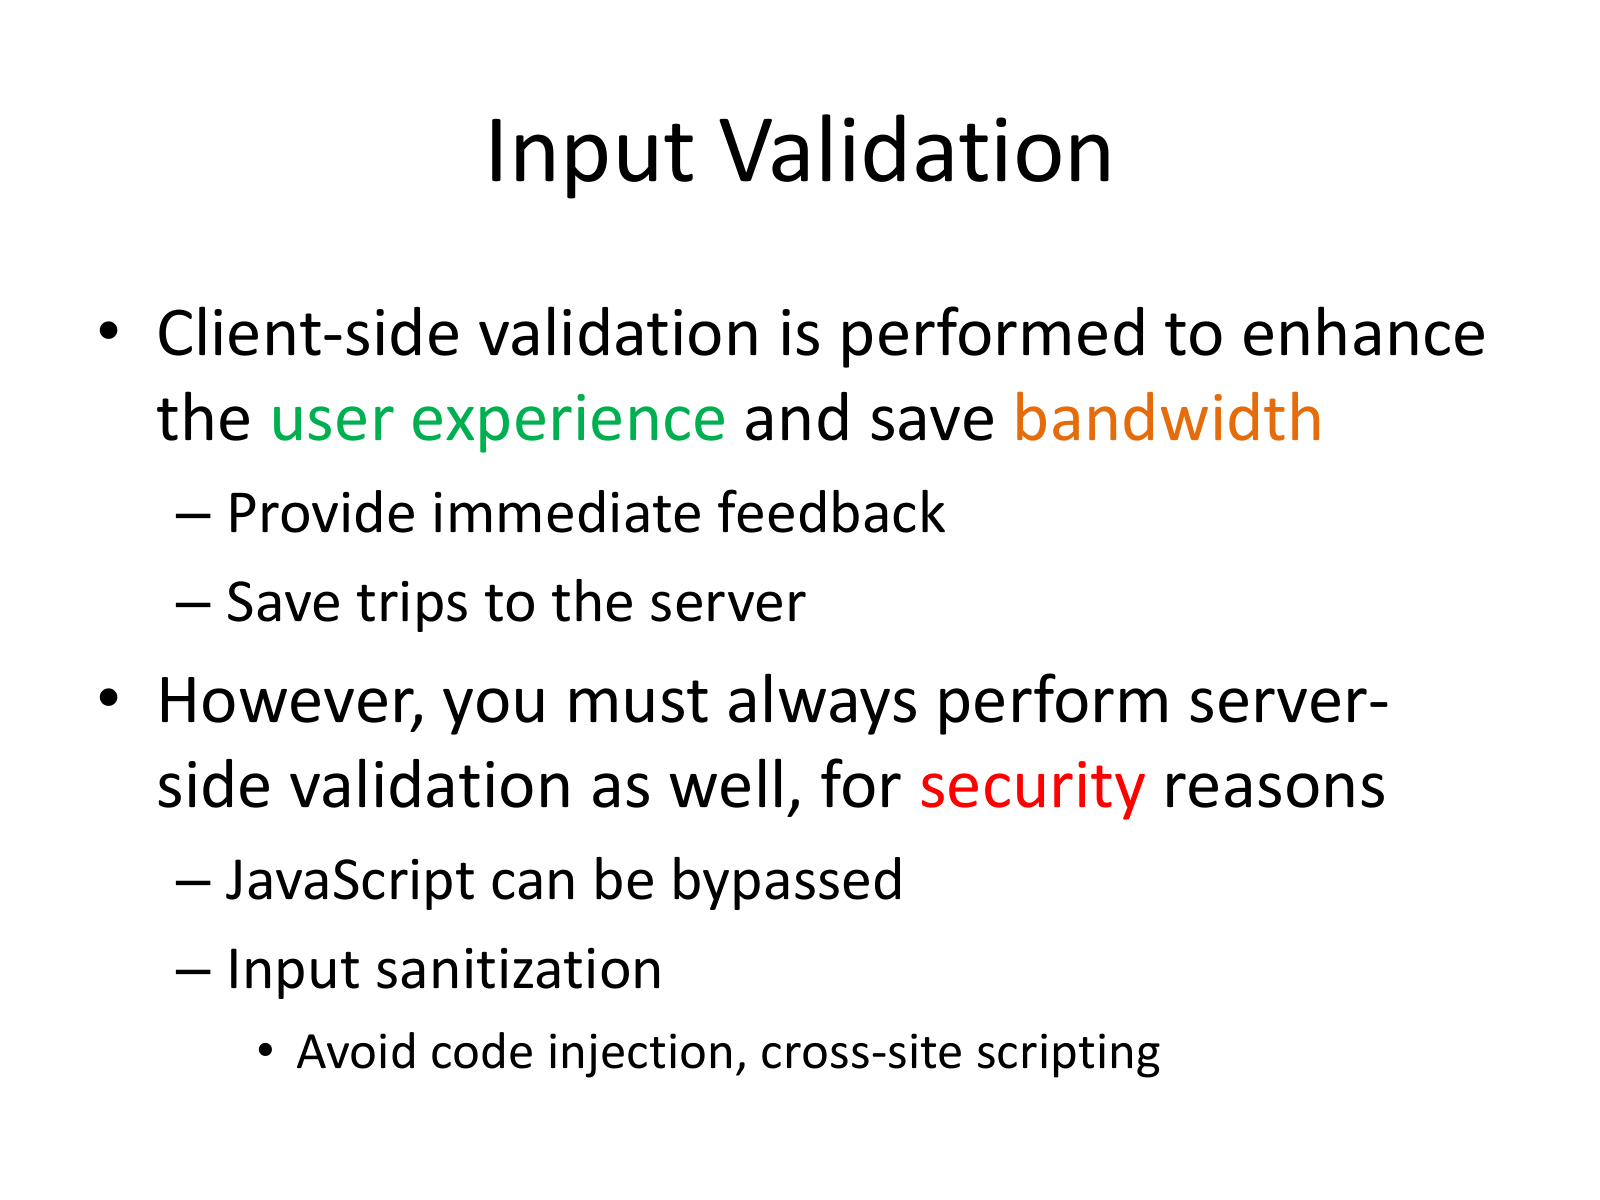 Input Validation
• Client-side validation is performed to enhance
the user experience and save bandwidth
– Provide immediate feedback
– Save trips to the server
• However, you must always perform server-
side validation as well, for security reasons
– JavaScript can be bypassed
– Input sanitization
• Avoid code injection, cross-site scripting